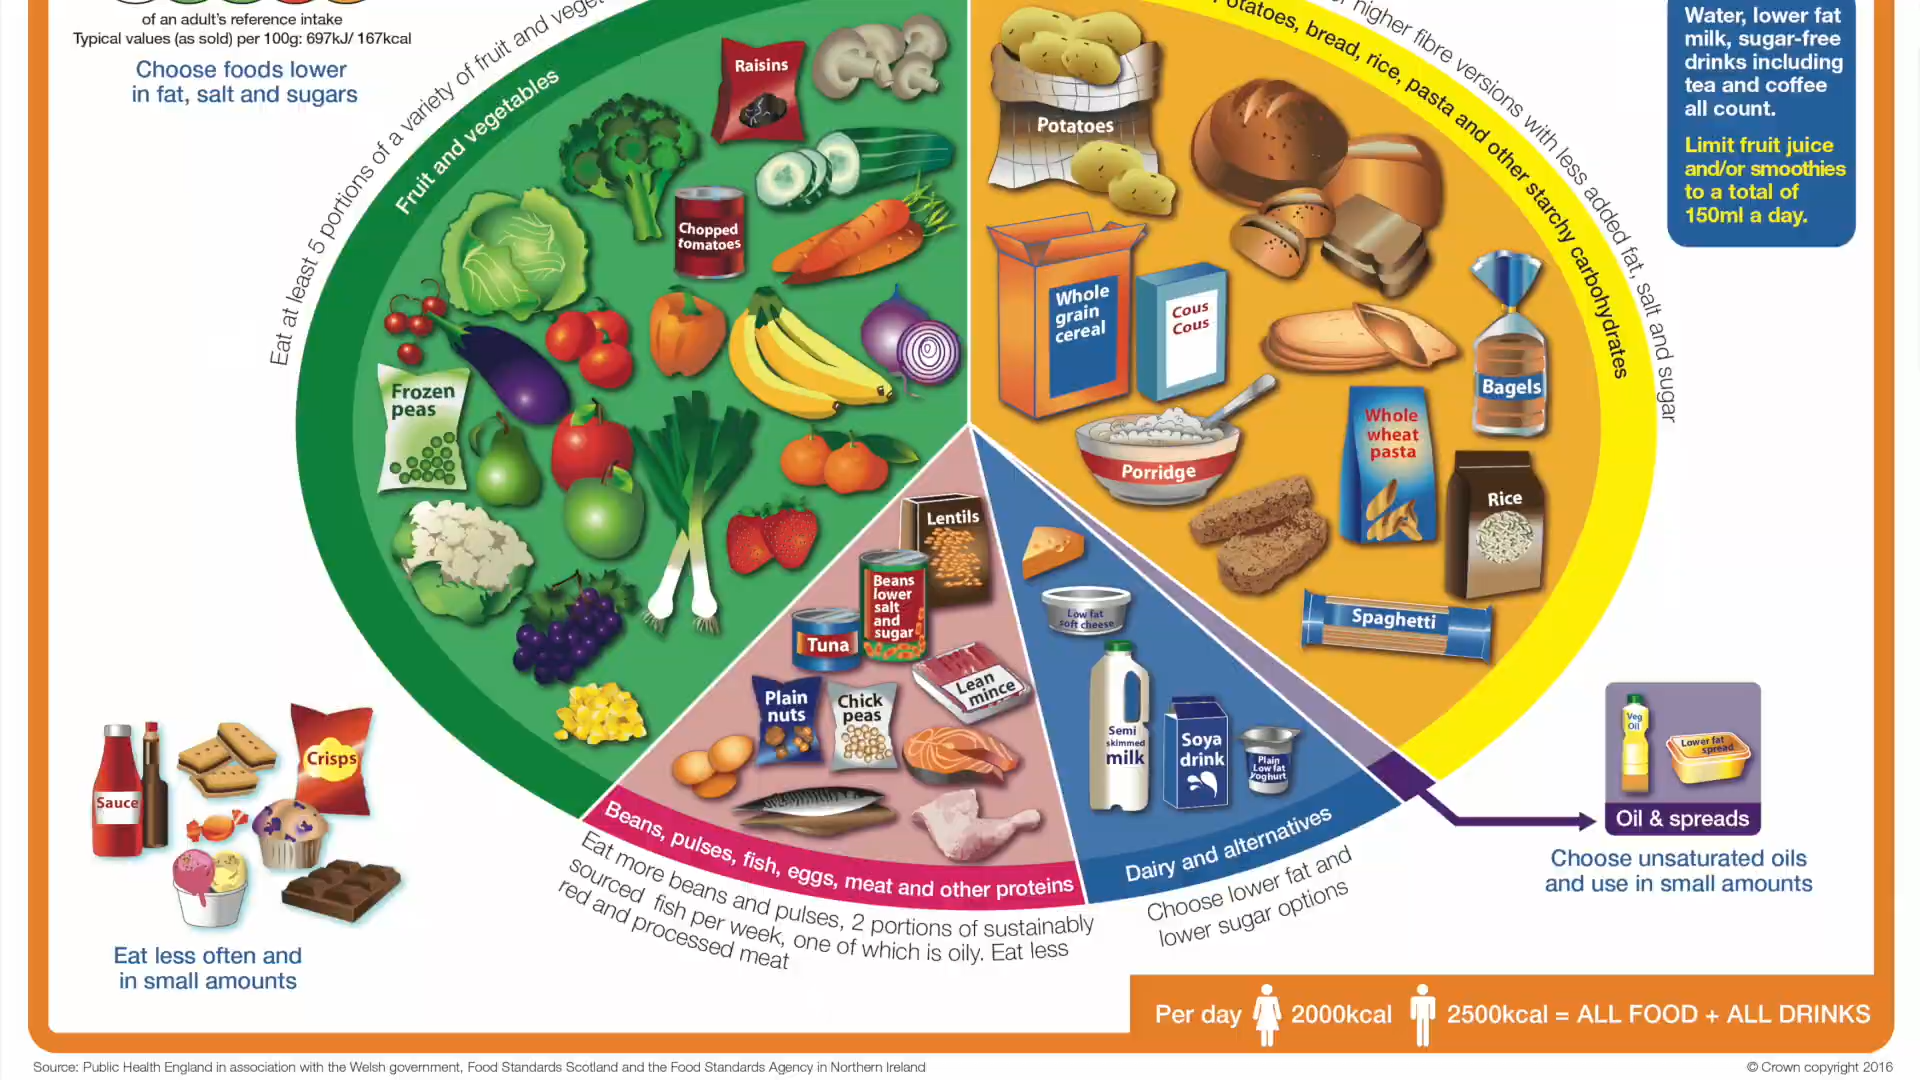 of an adult's reference intake
Typical values (as sold) per 100g: 697kJ/ 167kcal
Choose foods lower
in fat, salt and sugars
Eat at least 5 portions of a variety of fruit and
Fruit and vegetables
Raisins
Chopped
tomatoes
Frozen
peas
higher fibre versions with less added fat, salt and sugar
bread, rice, pasta and other starchy carbohydrates
Potatoes
Whole
grain
cereal
Cous
Cous
Bagels
Whole
wheat
pasta
Porridge
Rice
Spaghetti
Water, lower fat
milk, sugar-free
drinks including
tea and coffee
all count.
Limit fruit juice
and/or smoothies
to a total of
150ml a day.
Lentils
Beans
lower
salt
and
sugar
Tuna
Lean
mince
Plain
nuts
Chick
peas
Beans, pulses, fish, eggs, meat and other proteins
Eat more beans and pulses, 2 portions of sustainably
sourced fish per week, one of which is oily. Eat less
red and processed meat
Low fat
soft cheese
Semi
skimmed
milk
Soya
drink
Plain
Low fat
yoghurt
Dairy and alternatives
Choose lower fat and
lower sugar options
Veg
Oil
Lower fat
spread
Oil & spreads
Choose unsaturated oils
and use in small amounts
Sauce
Crisps
Eat less often and
in small amounts
Per day 2000kcal 2500kcal = ALL FOOD + ALL DRINKS
Source: Public Health England in association with the Welsh government, Food Standards Scotland and the Food Standards Agency in Northern Ireland
© Crown copyright 2016